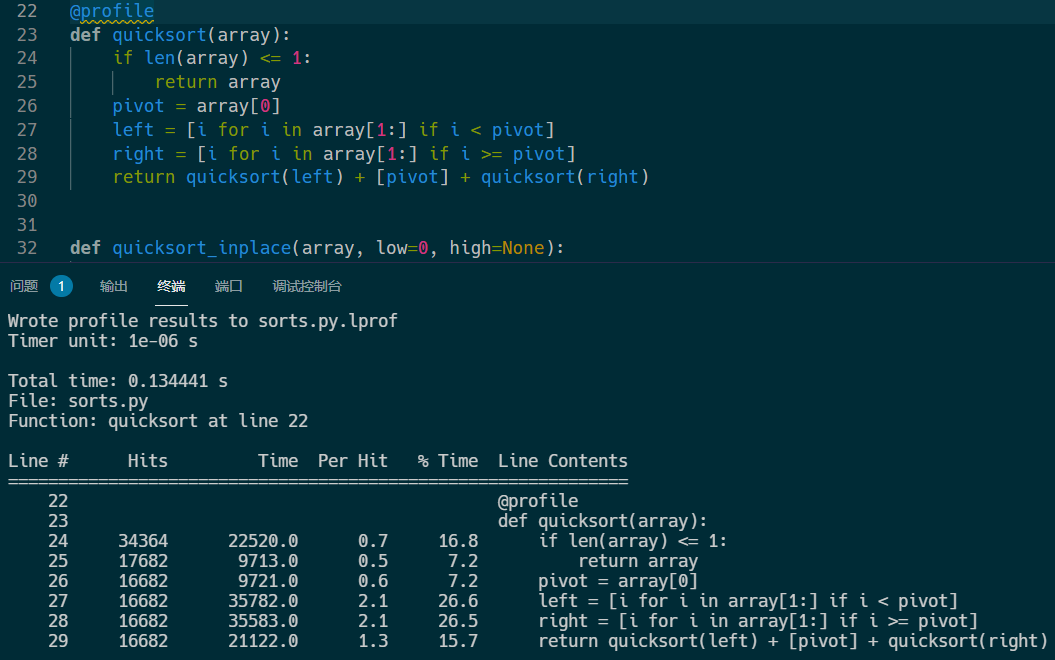 22 @profile
23 def quicksort(array):
24     if len(array) <= 1:
25         return array
26     pivot = array[0]
27     left = [i for i in array[1:] if i < pivot]
28     right = [i for i in array[1:] if i >= pivot]
29     return quicksort(left) + [pivot] + quicksort(right)
30
31
32 def quicksort_inplace(array, low=0, high=None):
问题 1 输出 终端 端口 调试控制台
Wrote profile results to sorts.py.lprof
Timer unit: 1e-06 s
Total time: 0.134441 s
File: sorts.py
Function: quicksort at line 22
Line #      Hits         Time  Per Hit   % Time  Line Contents
==============================================================
    22                                           @profile
    23                                           def quicksort(array):
    24     34364      22520.0      0.7     16.8      if len(array) <= 1:
    25     17682       9713.0      0.5      7.2          return array
    26     16682       9721.0      0.6      7.2      pivot = array[0]
    27     16682      35782.0      2.1     26.6      left = [i for i in array[1:] if i < pivot]
    28     16682      35583.0      2.1     26.5      right = [i for i in array[1:] if i >= pivot]
    29     16682      21122.0      1.3     15.7      return quicksort(left) + [pivot] + quicksort(right)